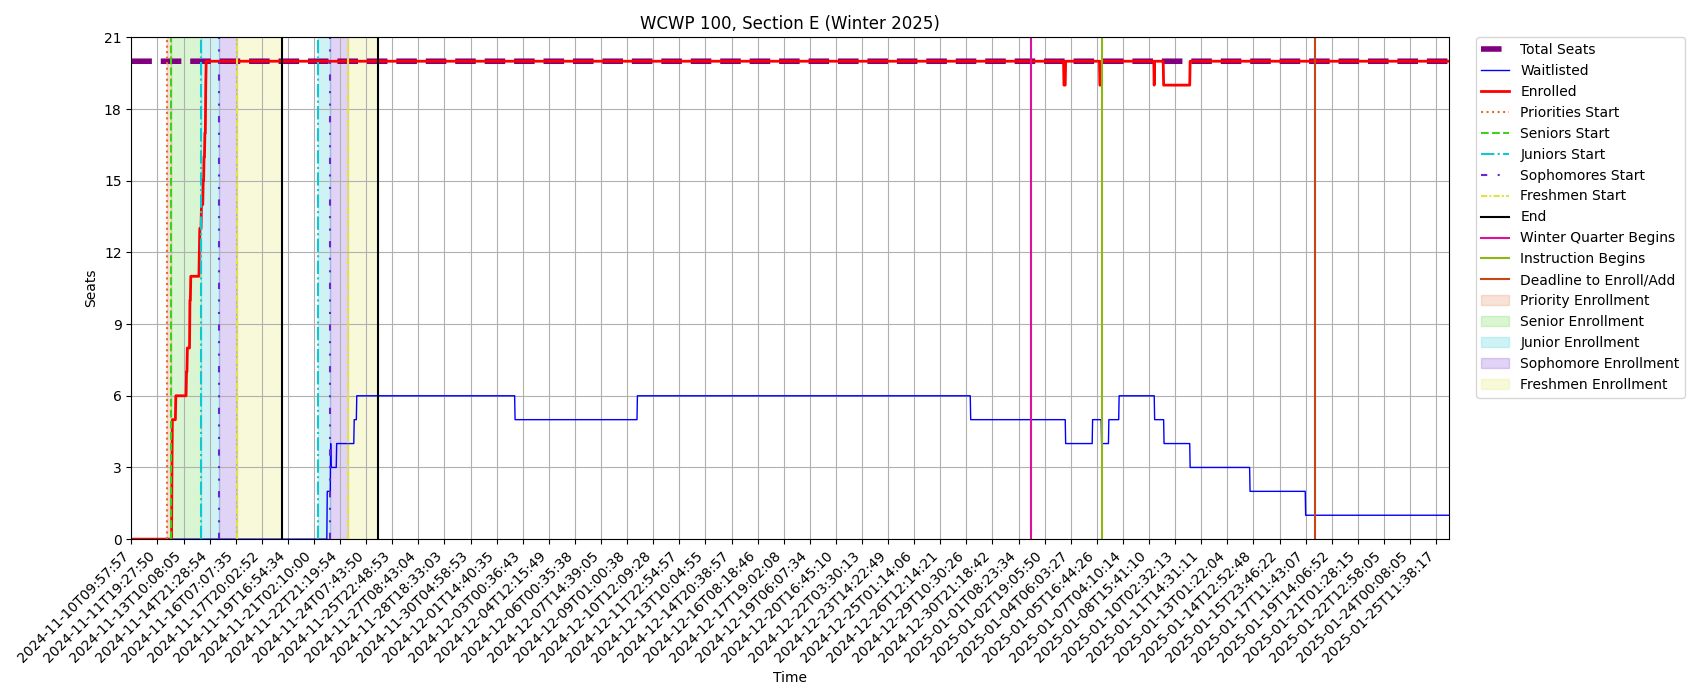 WCWP 100, Section E (Winter 2025)
Seats
21
18
15
12
9
6
3
0
2024-11-10T09:57:57
2024-11-11T19:27:50
2024-11-13T10:08:05
2024-11-14T21:28:54
2024-11-16T07:07:35
2024-11-17T20:02:52
2024-11-19T16:54:34
2024-11-21T02:10:00
2024-11-22T21:19:54
2024-11-24T07:43:50
2024-11-25T22:48:53
2024-11-27T08:43:04
2024-11-28T18:33:03
2024-11-30T04:58:53
2024-12-01T14:40:35
2024-12-03T00:36:43
2024-12-04T12:15:49
2024-12-06T00:35:38
2024-12-07T14:39:05
2024-12-09T01:00:38
2024-12-10T12:09:28
2024-12-11T22:54:57
2024-12-13T10:04:55
2024-12-14T20:38:57
2024-12-16T08:18:46
2024-12-17T19:02:08
2024-12-19T06:07:34
2024-12-20T16:45:10
2024-12-22T03:30:13
2024-12-23T14:22:49
2024-12-25T01:14:06
2024-12-26T12:14:21
2024-12-29T10:30:26
2024-12-30T21:18:42
2025-01-01T08:23:34
2025-01-02T19:05:50
2025-01-04T06:03:27
2025-01-05T16:44:26
2025-01-07T04:10:14
2025-01-08T15:41:10
2025-01-10T02:32:13
2025-01-11T14:31:11
2025-01-13T01:22:04
2025-01-14T12:52:48
2025-01-15T23:46:22
2025-01-17T11:43:07
2025-01-19T14:06:52
2025-01-21T01:28:15
2025-01-22T12:58:05
2025-01-24T00:08:05
2025-01-25T11:38:17
Time
Total Seats
Waitlisted
Enrolled
Priorities Start
Seniors Start
Juniors Start
Sophomores Start
Freshmen Start
End
Winter Quarter Begins
Instruction Begins
Deadline to Enroll/Add
Priority Enrollment
Senior Enrollment
Junior Enrollment
Sophomore Enrollment
Freshmen Enrollment